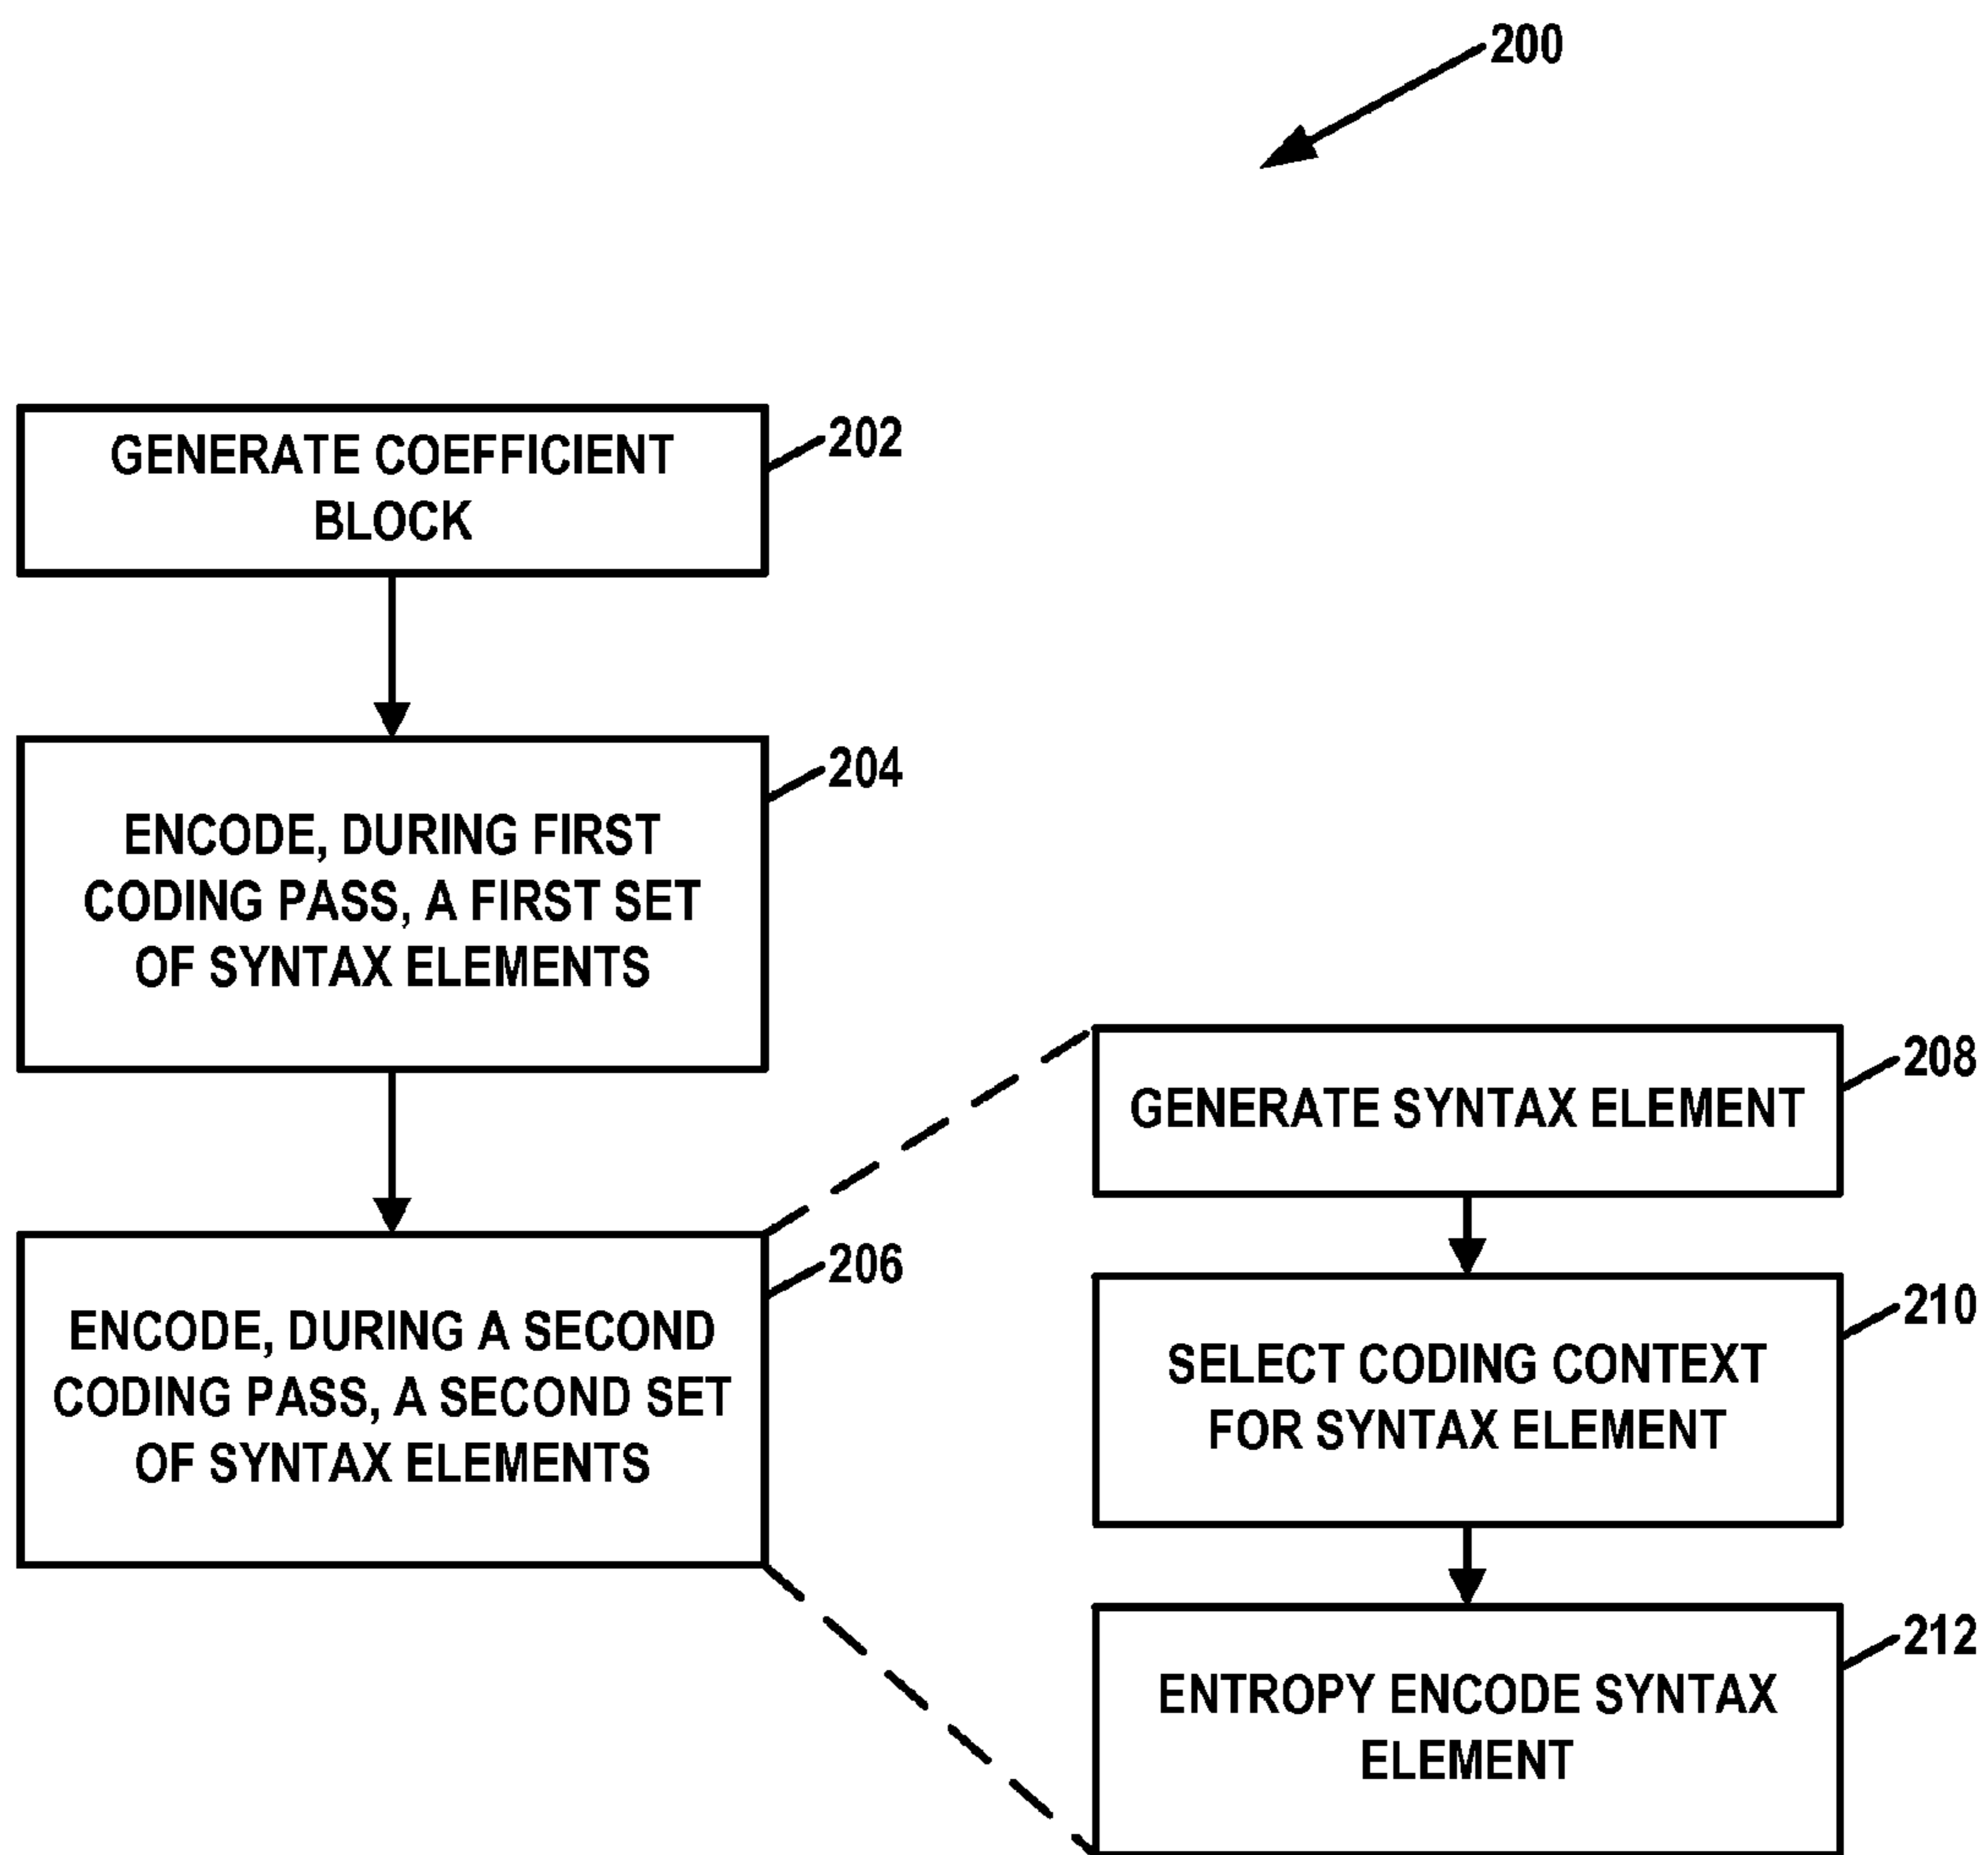 200
GENERATE COEFFICIENT
BLOCK
202
ENCODE, DURING FIRST
CODING PASS, A FIRST SET
OF SYNTAX ELEMENTS
204
ENCODE, DURING A SECOND
CODING PASS, A SECOND SET
OF SYNTAX ELEMENTS
206
GENERATE SYNTAX ELEMENT
208
SELECT CODING CONTEXT
FOR SYNTAX ELEMENT
210
ENTROPY ENCODE SYNTAX
ELEMENT
212